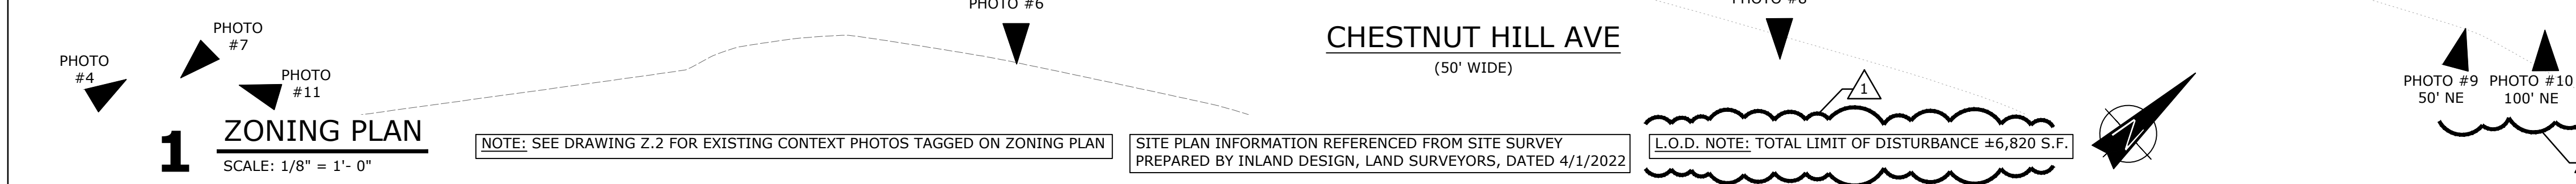 PHOTO #6
PHOTO
#7
PHOTO
#4
PHOTO
#11
CHESTNUT HILL AVE
(50' WIDE)
PHOTO #9
50' NE
PHOTO #10
100' NE
1
1
ZONING PLAN
SCALE: 1/8" = 1'- 0"
NOTE: SEE DRAWING Z.2 FOR EXISTING CONTEXT PHOTOS TAGGED ON ZONING PLAN
SITE PLAN INFORMATION REFERENCED FROM SITE SURVEY
PREPARED BY INLAND DESIGN, LAND SURVEYORS, DATED 4/1/2022
L.O.D. NOTE: TOTAL LIMIT OF DISTURBANCE ±6,820 S.F.
N